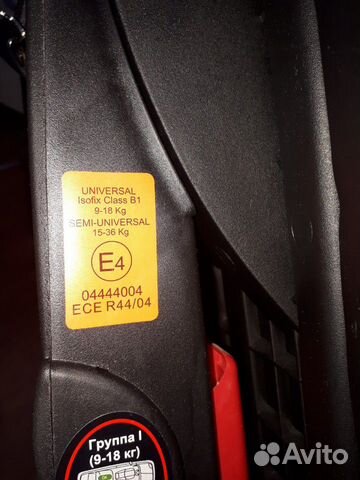 UNIVERSAL
Isofix Class B1
9-18 Kg
SEMI-UNIVERSAL
15-36 Kg
E4
04444004
ECE R44/04
Группа I
(9-18 кг)
Avito